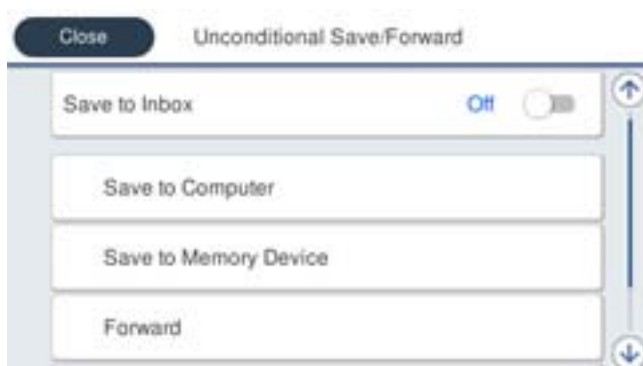 Close Unconditional Save/Forward
Save to Inbox Off
Save to Computer
Save to Memory Device
Forward